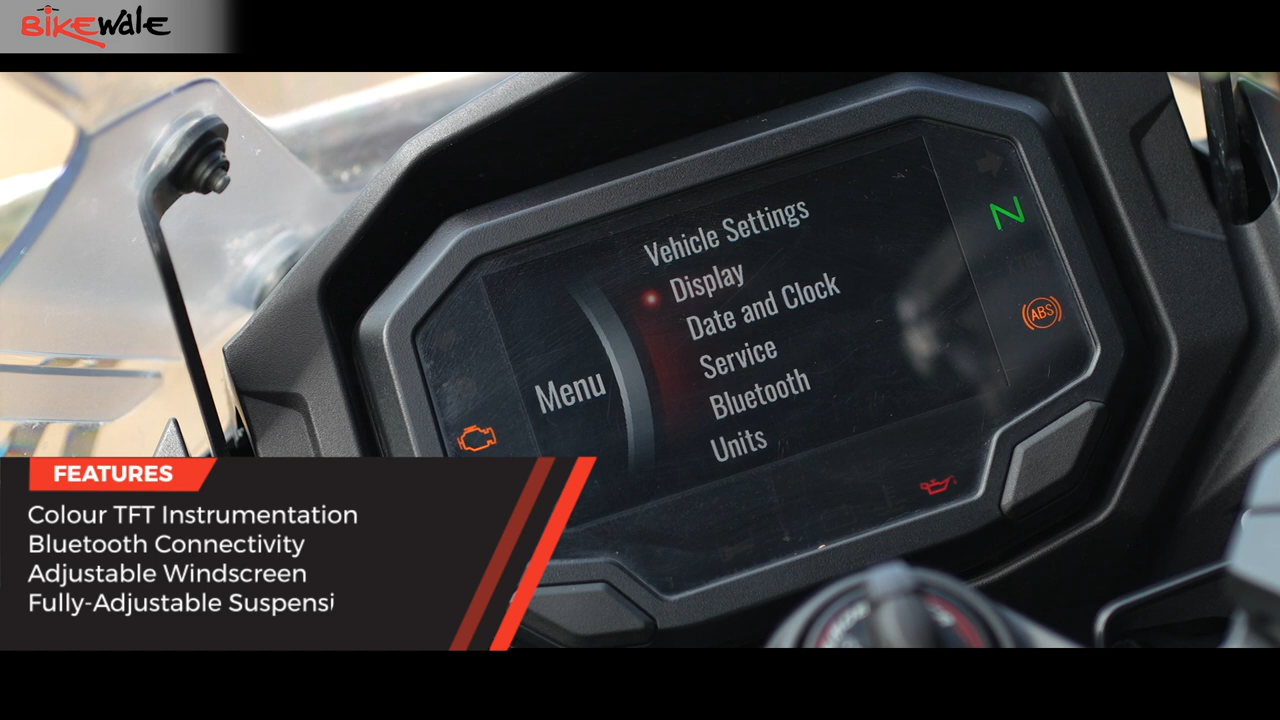 BikeWale
Vehicle Settings
Display
Date and Clock
Service
Bluetooth
Units
Menu
N
ABS
FEATURES
Colour TFT Instrumentation
Bluetooth Connectivity
Adjustable Windscreen
Fully-Adjustable Suspensi